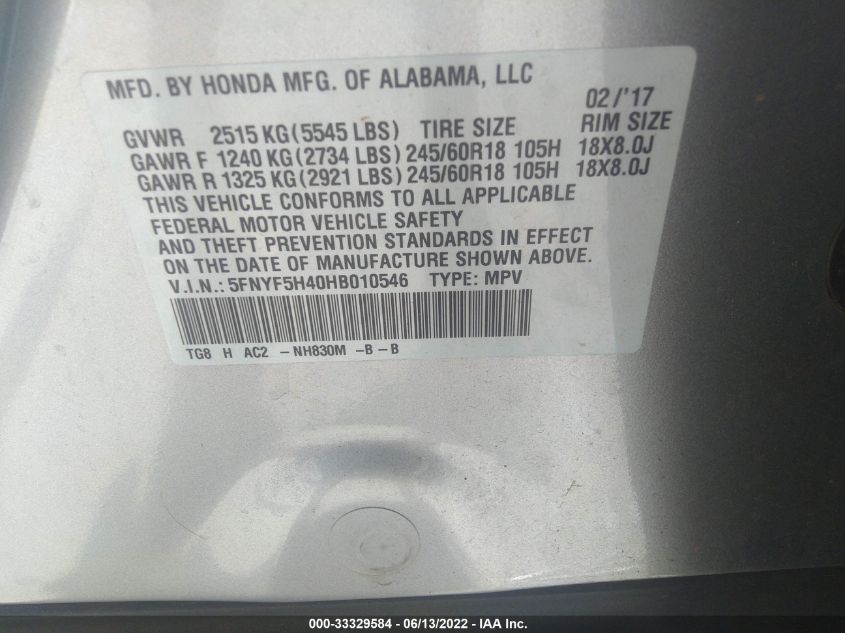 MFD. BY HONDA MFG. OF ALABAMA, LLC
02/'17
GVWR 2515 KG(5545 LBS) TIRE SIZE RIM SIZE
GAWR F 1240 KG(2734 LBS) 245/60R18 105H 18X8.0J
GAWR R 1325 KG(2921 LBS) 245/60R18 105H 18X8.0J
THIS VEHICLE CONFORMS TO ALL APPLICABLE
FEDERAL MOTOR VEHICLE SAFETY
AND THEFT PREVENTION STANDARDS IN EFFECT
ON THE DATE OF MANUFACTURE SHOWN ABOVE.
V.I.N.: 5FNYF5H40HB010546 TYPE: MPV
TG8 H AC2 -NH830M -B-B
000-33329584 - 06/13/2022 - IAA Inc.